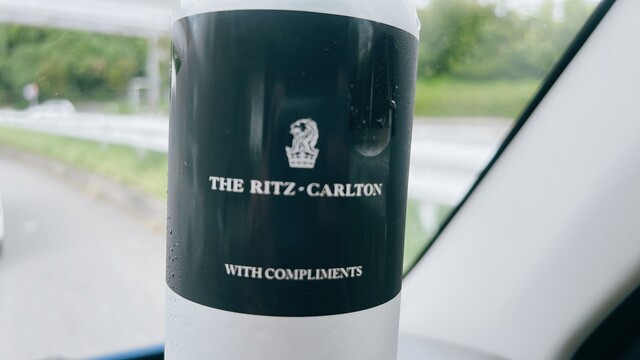 THE RITZ-CARLTON
WITH COMPLIMENTS